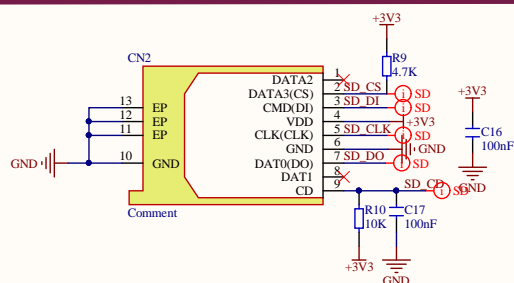 +3V3
CN2
R9
4.7K
DATA2 1
DATA3(CS) 2 SD_CS SD
CMD(DI) 3 SD_DI SD
VDD 4 +3V3
CLK(CLK) 5 SD_CLK SD
GND 6 GND
DATO(DO) 7 SD_DO SD
DAT1 8
CD 9 SD_CD SD
13 EP
12 EP
11 EP
GND 10 GND
Comment
+3V3
C16
100nF
GND
R10
10K
C17
100nF
+3V3
GND